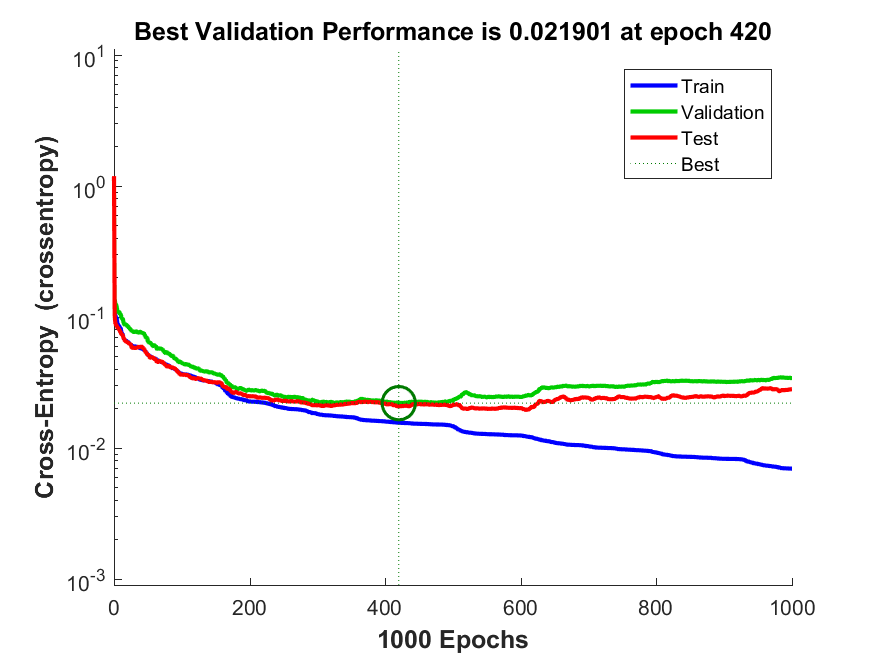 Best Validation Performance is 0.021901 at epoch 420
Cross-Entropy (crossentropy)
10^1
10^0
10^-1
10^-2
10^-3
Train
Validation
Test
Best
0 200 400 600 800 1000
1000 Epochs